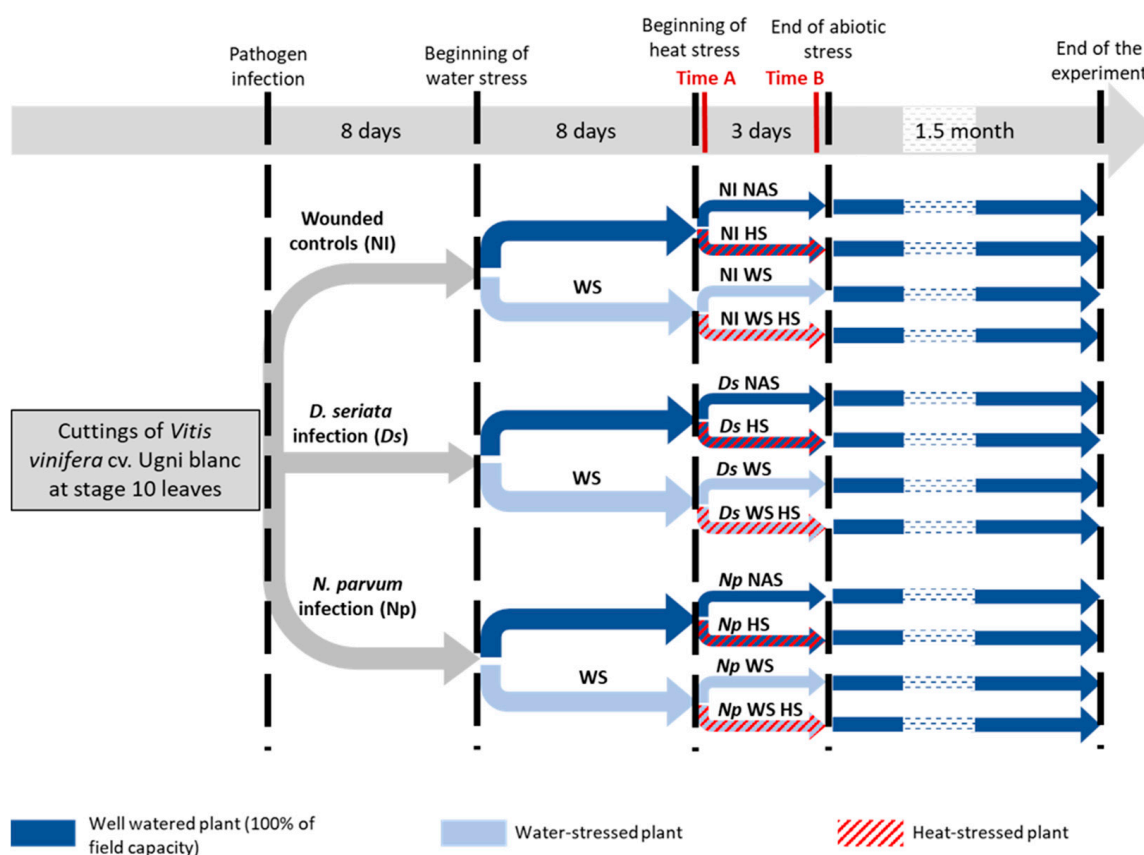 Pathogen
infection
Beginning of
water stress
Beginning of
heat stress
Time A
End of abiotic
stress
Time B
End of the
experiment
8 days
8 days
3 days
1.5 month
Wounded
controls (NI)
WS
NI NAS
NI HS
NI WS
NI WS HS
Cuttings of Vitis
vinifera cv. Ugni blanc
at stage 10 leaves
D. seriata
infection (Ds)
WS
Ds NAS
Ds HS
Ds WS
Ds WS HS
N. parvum
infection (Np)
WS
Np NAS
Np HS
Np WS
Np WS HS
Well watered plant (100% of
field capacity)
Water-stressed plant
Heat-stressed plant